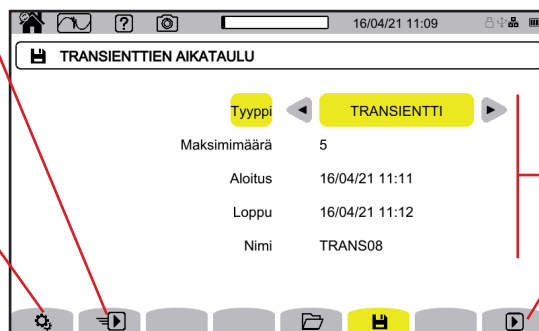 16/04/21 11:09
TRANSIENTTIEN AIKATAULU
Tyyppi TRANSIENTTI
Maksimimäärä 5
Aloitus 16/04/21 11:11
Loppu 16/04/21 11:12
Nimi TRANS08